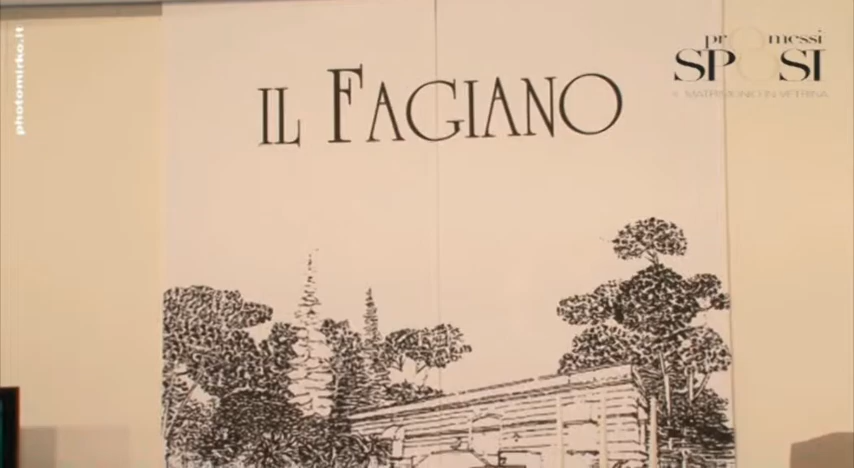 photomirko.it
IL FAGIANO
promessi
SPOSI
IL MATRIMONIO IN VETRINA